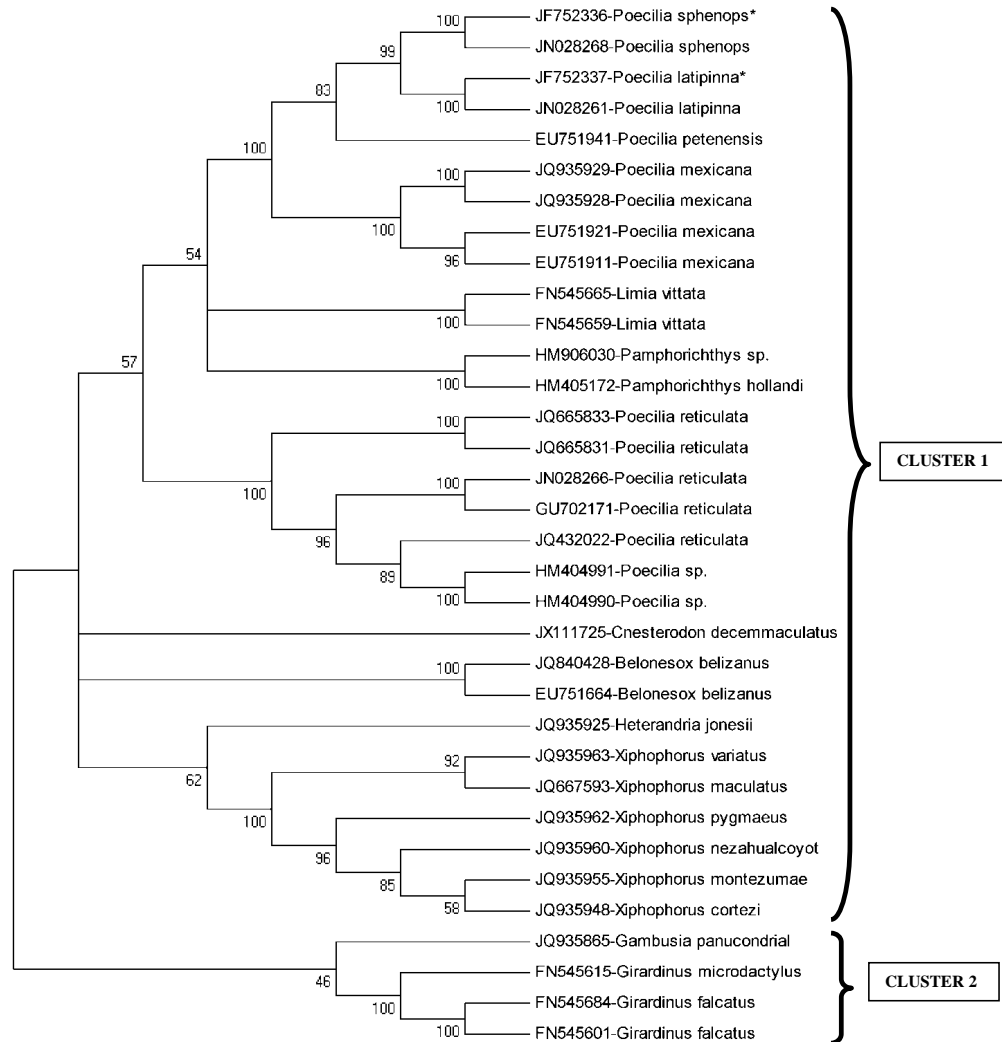 100
JF752336-Poecilia sphenops*
JN028268-Poecilia sphenops
99
JF752337-Poecilia latipinna*
100
JN028261-Poecilia latipinna
83
EU751941-Poecilia petenensis
100
100
JQ935929-Poecilia mexicana
JQ935928-Poecilia mexicana
100
EU751921-Poecilia mexicana
96
EU751911-Poecilia mexicana
54
FN545665-Limia vittata
100
FN545659-Limia vittata
HM906030-Pamphorichthys sp.
100
HM405172-Pamphorichthys hollandi
57
100
JQ665833-Poecilia reticulata
JQ665831-Poecilia reticulata
100
100
JN028266-Poecilia reticulata
GU702171-Poecilia reticulata
96
JQ432022-Poecilia reticulata
89
HM404991-Poecilia sp.
100
HM404990-Poecilia sp.
CLUSTER 1
JX111725-Cnesterodon decemmaculatus
100
JQ840428-Belonesox belizanus
EU751664-Belonesox belizanus
JQ935925-Heterandria jonesii
62
92
JQ935963-Xiphophorus variatus
JQ667593-Xiphophorus maculatus
100
JQ935962-Xiphophorus pygmaeus
96
JQ935960-Xiphophorus nezahualcoyot
85
JQ935955-Xiphophorus montezumae
58
JQ935948-Xiphophorus cortezi
JQ935865-Gambusia panucondrial
46
FN545615-Girardinus microdactylus
100
FN545684-Girardinus falcatus
100
FN545601-Girardinus falcatus
CLUSTER 2